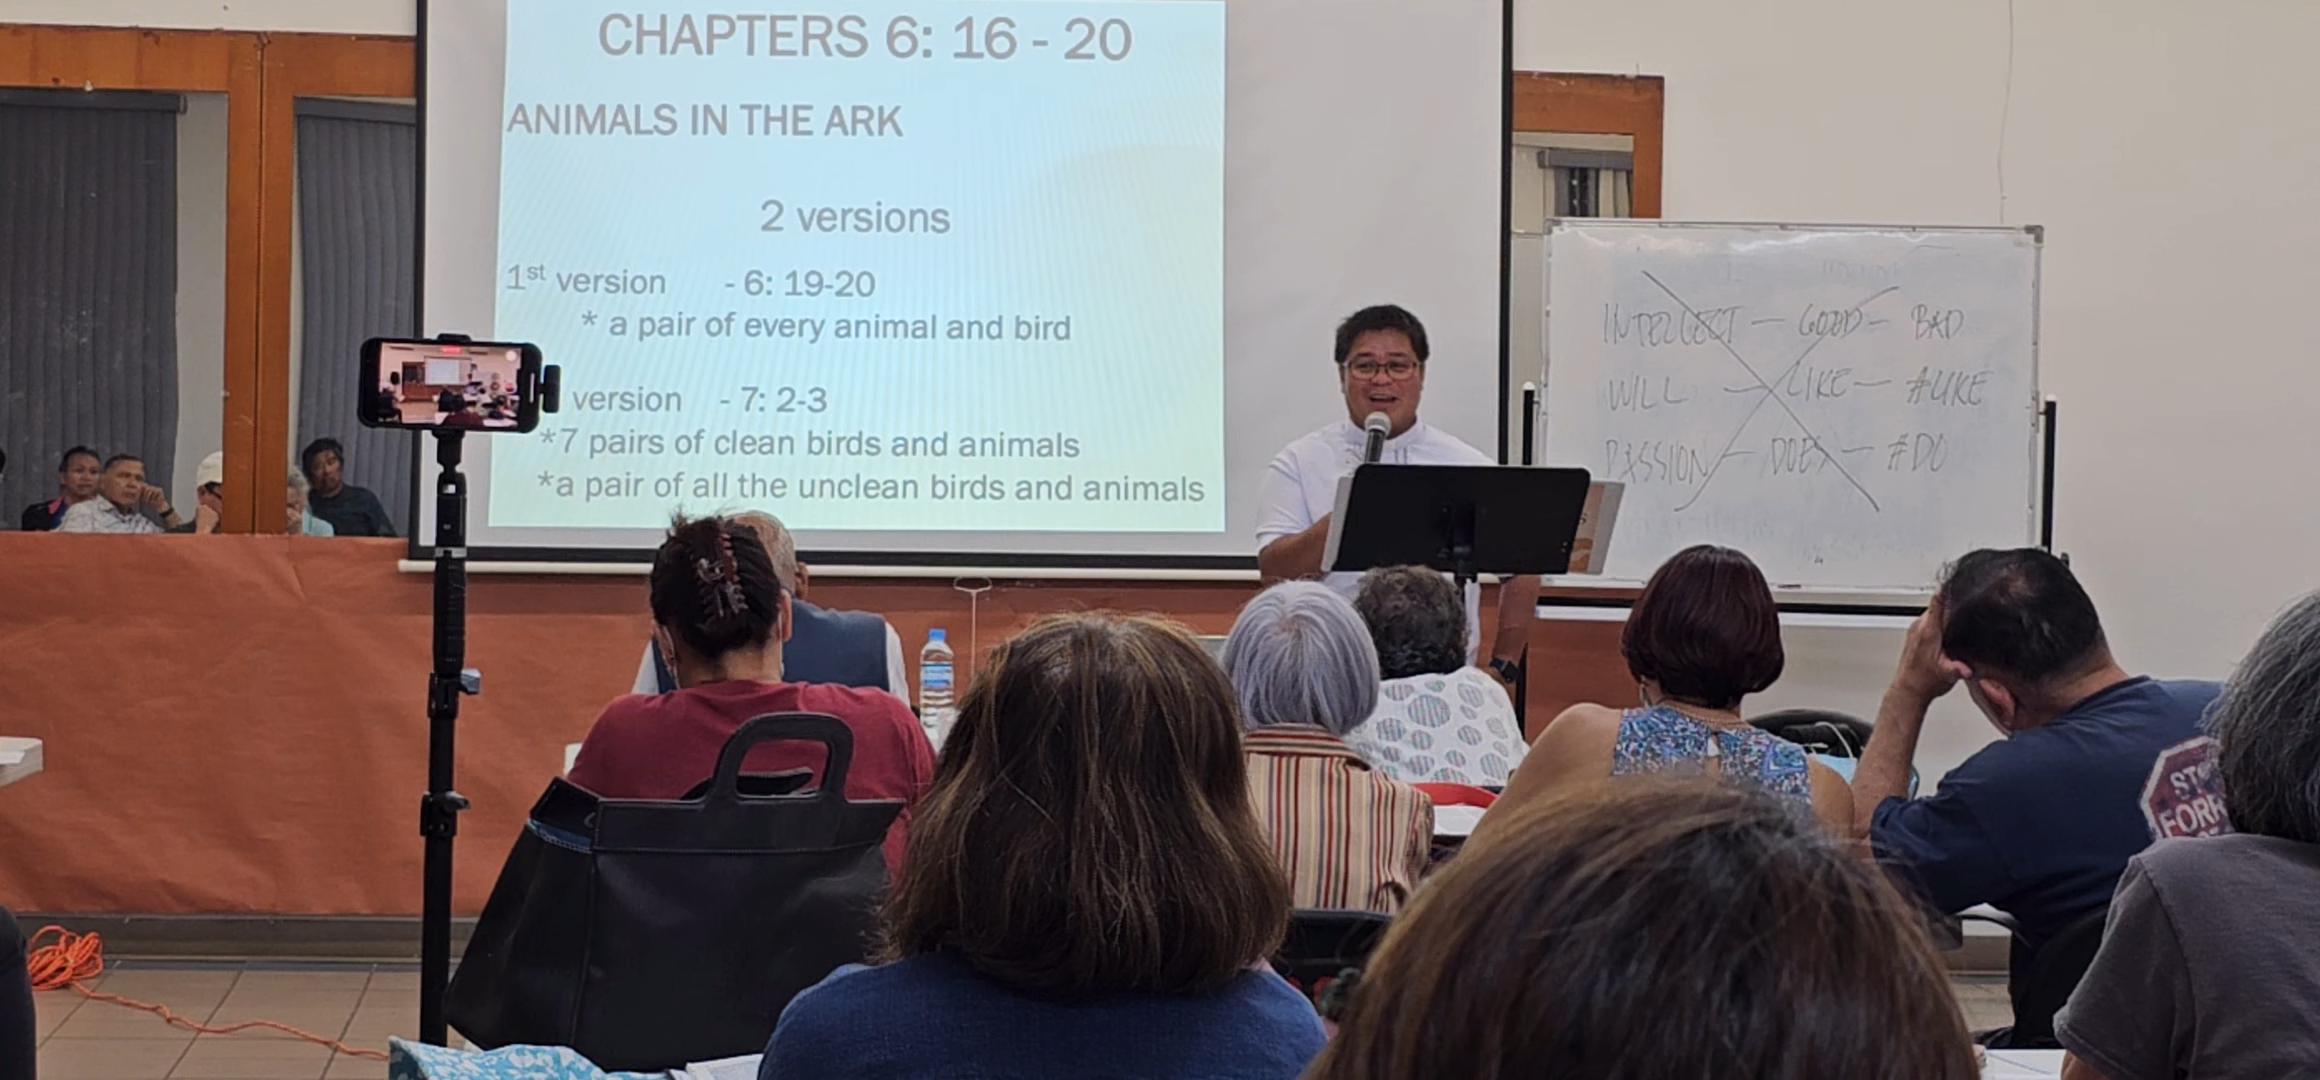 CHAPTERS 6: 16 - 20
ANIMALS IN THE ARK
2 versions
1st version - 6: 19-20
* a pair of every animal and bird
version - 7: 2-3
*7 pairs of clean birds and animals
*a pair of all the unclean birds and animals
INTELLECT — GOOD — BAD
WILL — LIKE — ≠LIKE
PASSION — DOES — ≠DO